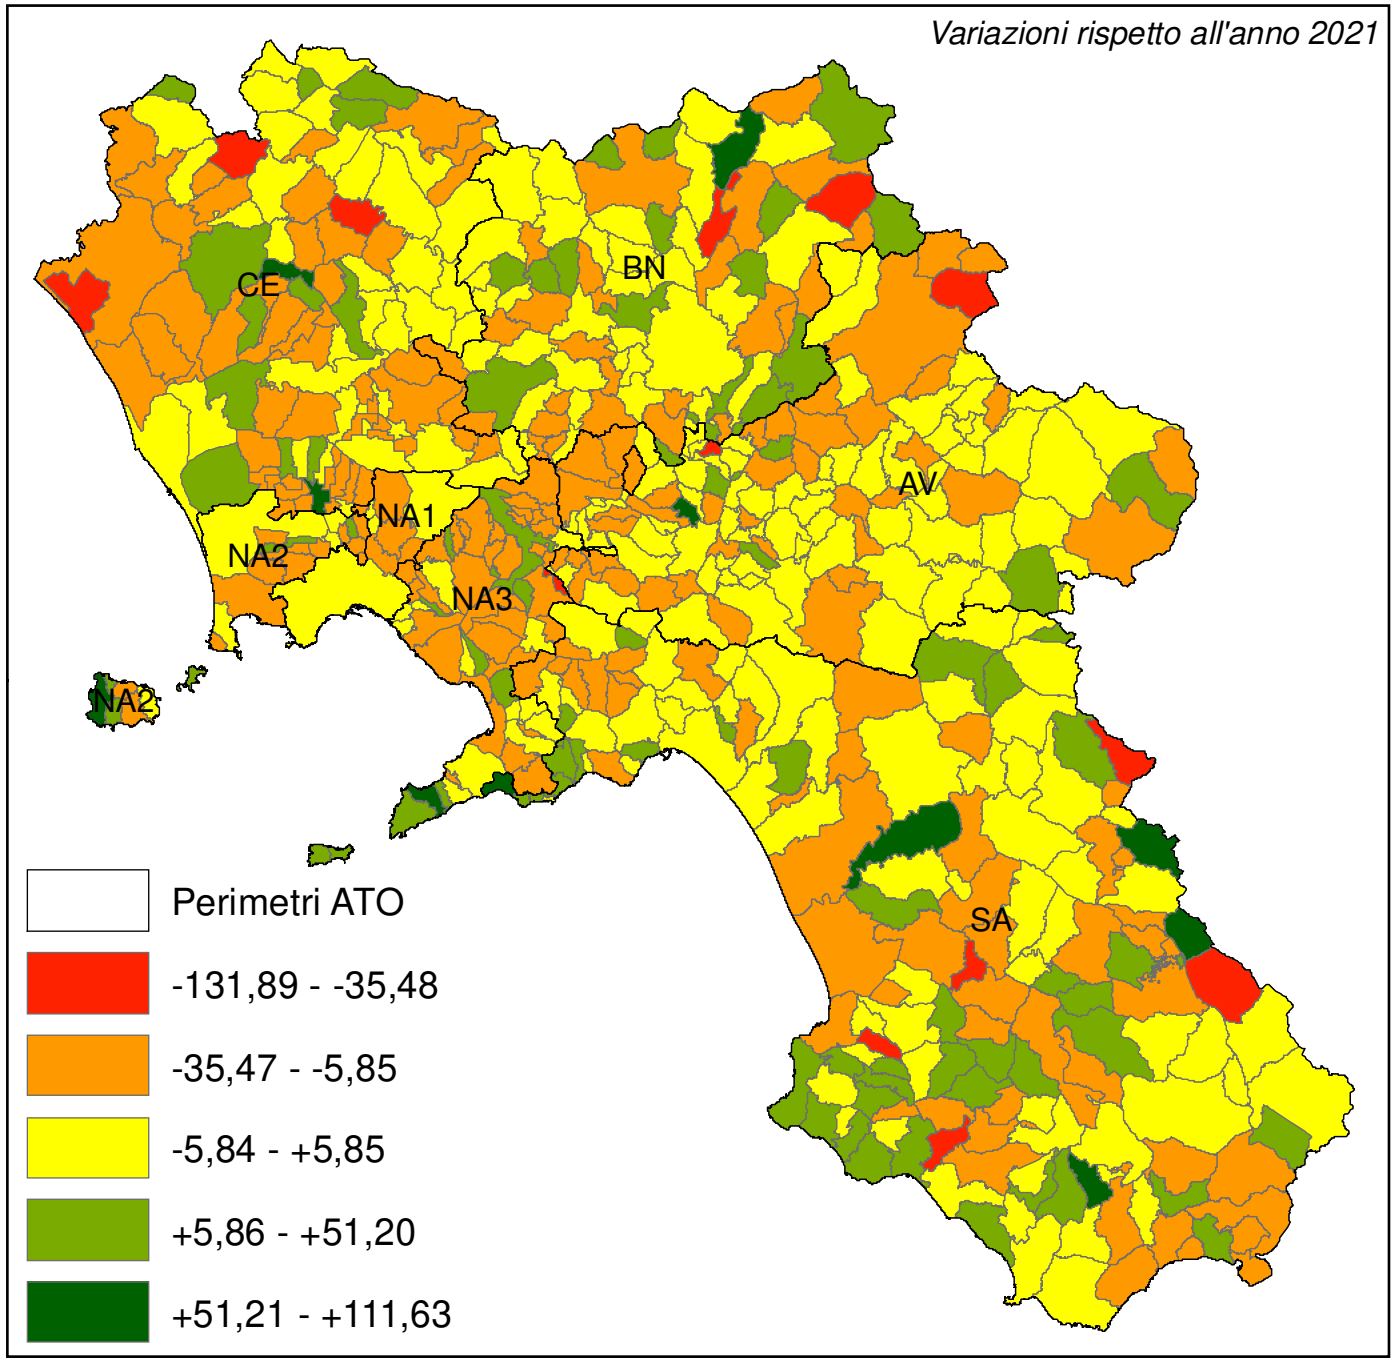 Variazioni rispetto all'anno 2021
BN
CE
AV
NA1
NA2
NA3
NA2
SA
Perimetri ATO
-131,89 - -35,48
-35,47 - -5,85
-5,84 - +5,85
+5,86 - +51,20
+51,21 - +111,63